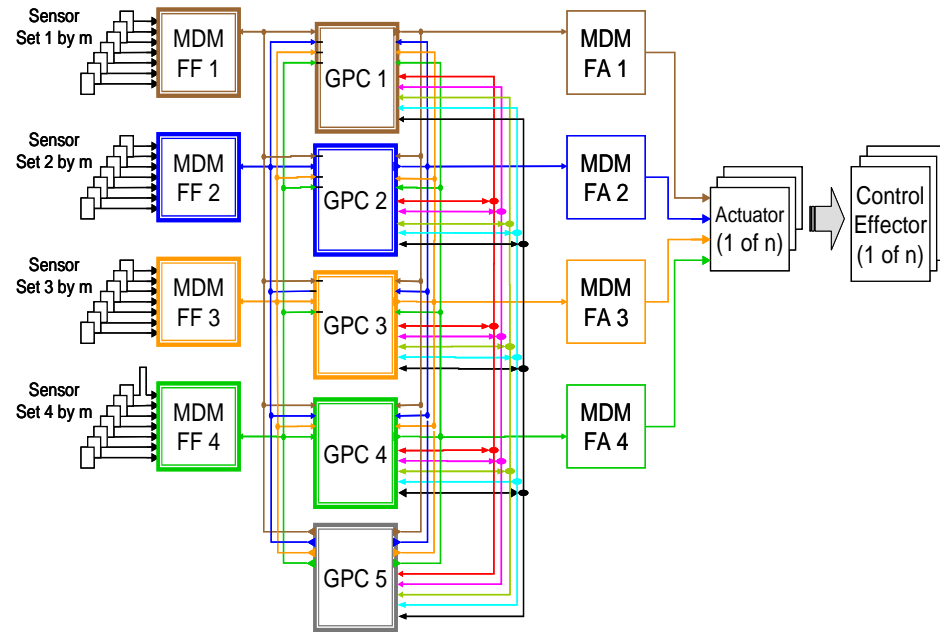 Sensor
Set 1 by m
MDM
FF 1
GPC 1
MDM
FA 1
Sensor
Set 2 by m
MDM
FF 2
GPC 2
MDM
FA 2
Actuator
(1 of n)
Control
Effector
(1 of n)
Sensor
Set 3 by m
MDM
FF 3
GPC 3
MDM
FA 3
Sensor
Set 4 by m
MDM
FF 4
GPC 4
MDM
FA 4
GPC 5